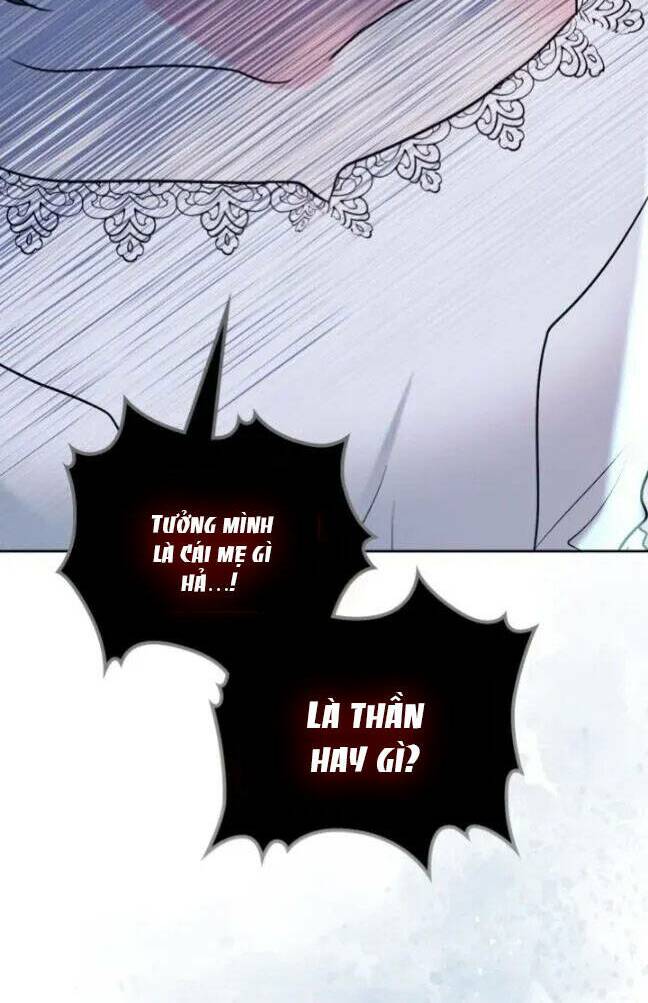 TƯỞNG MÌNH
LÀ CÁI MẸ GÌ
HẢ...!
LÀ THẦN
HAY GÌ?